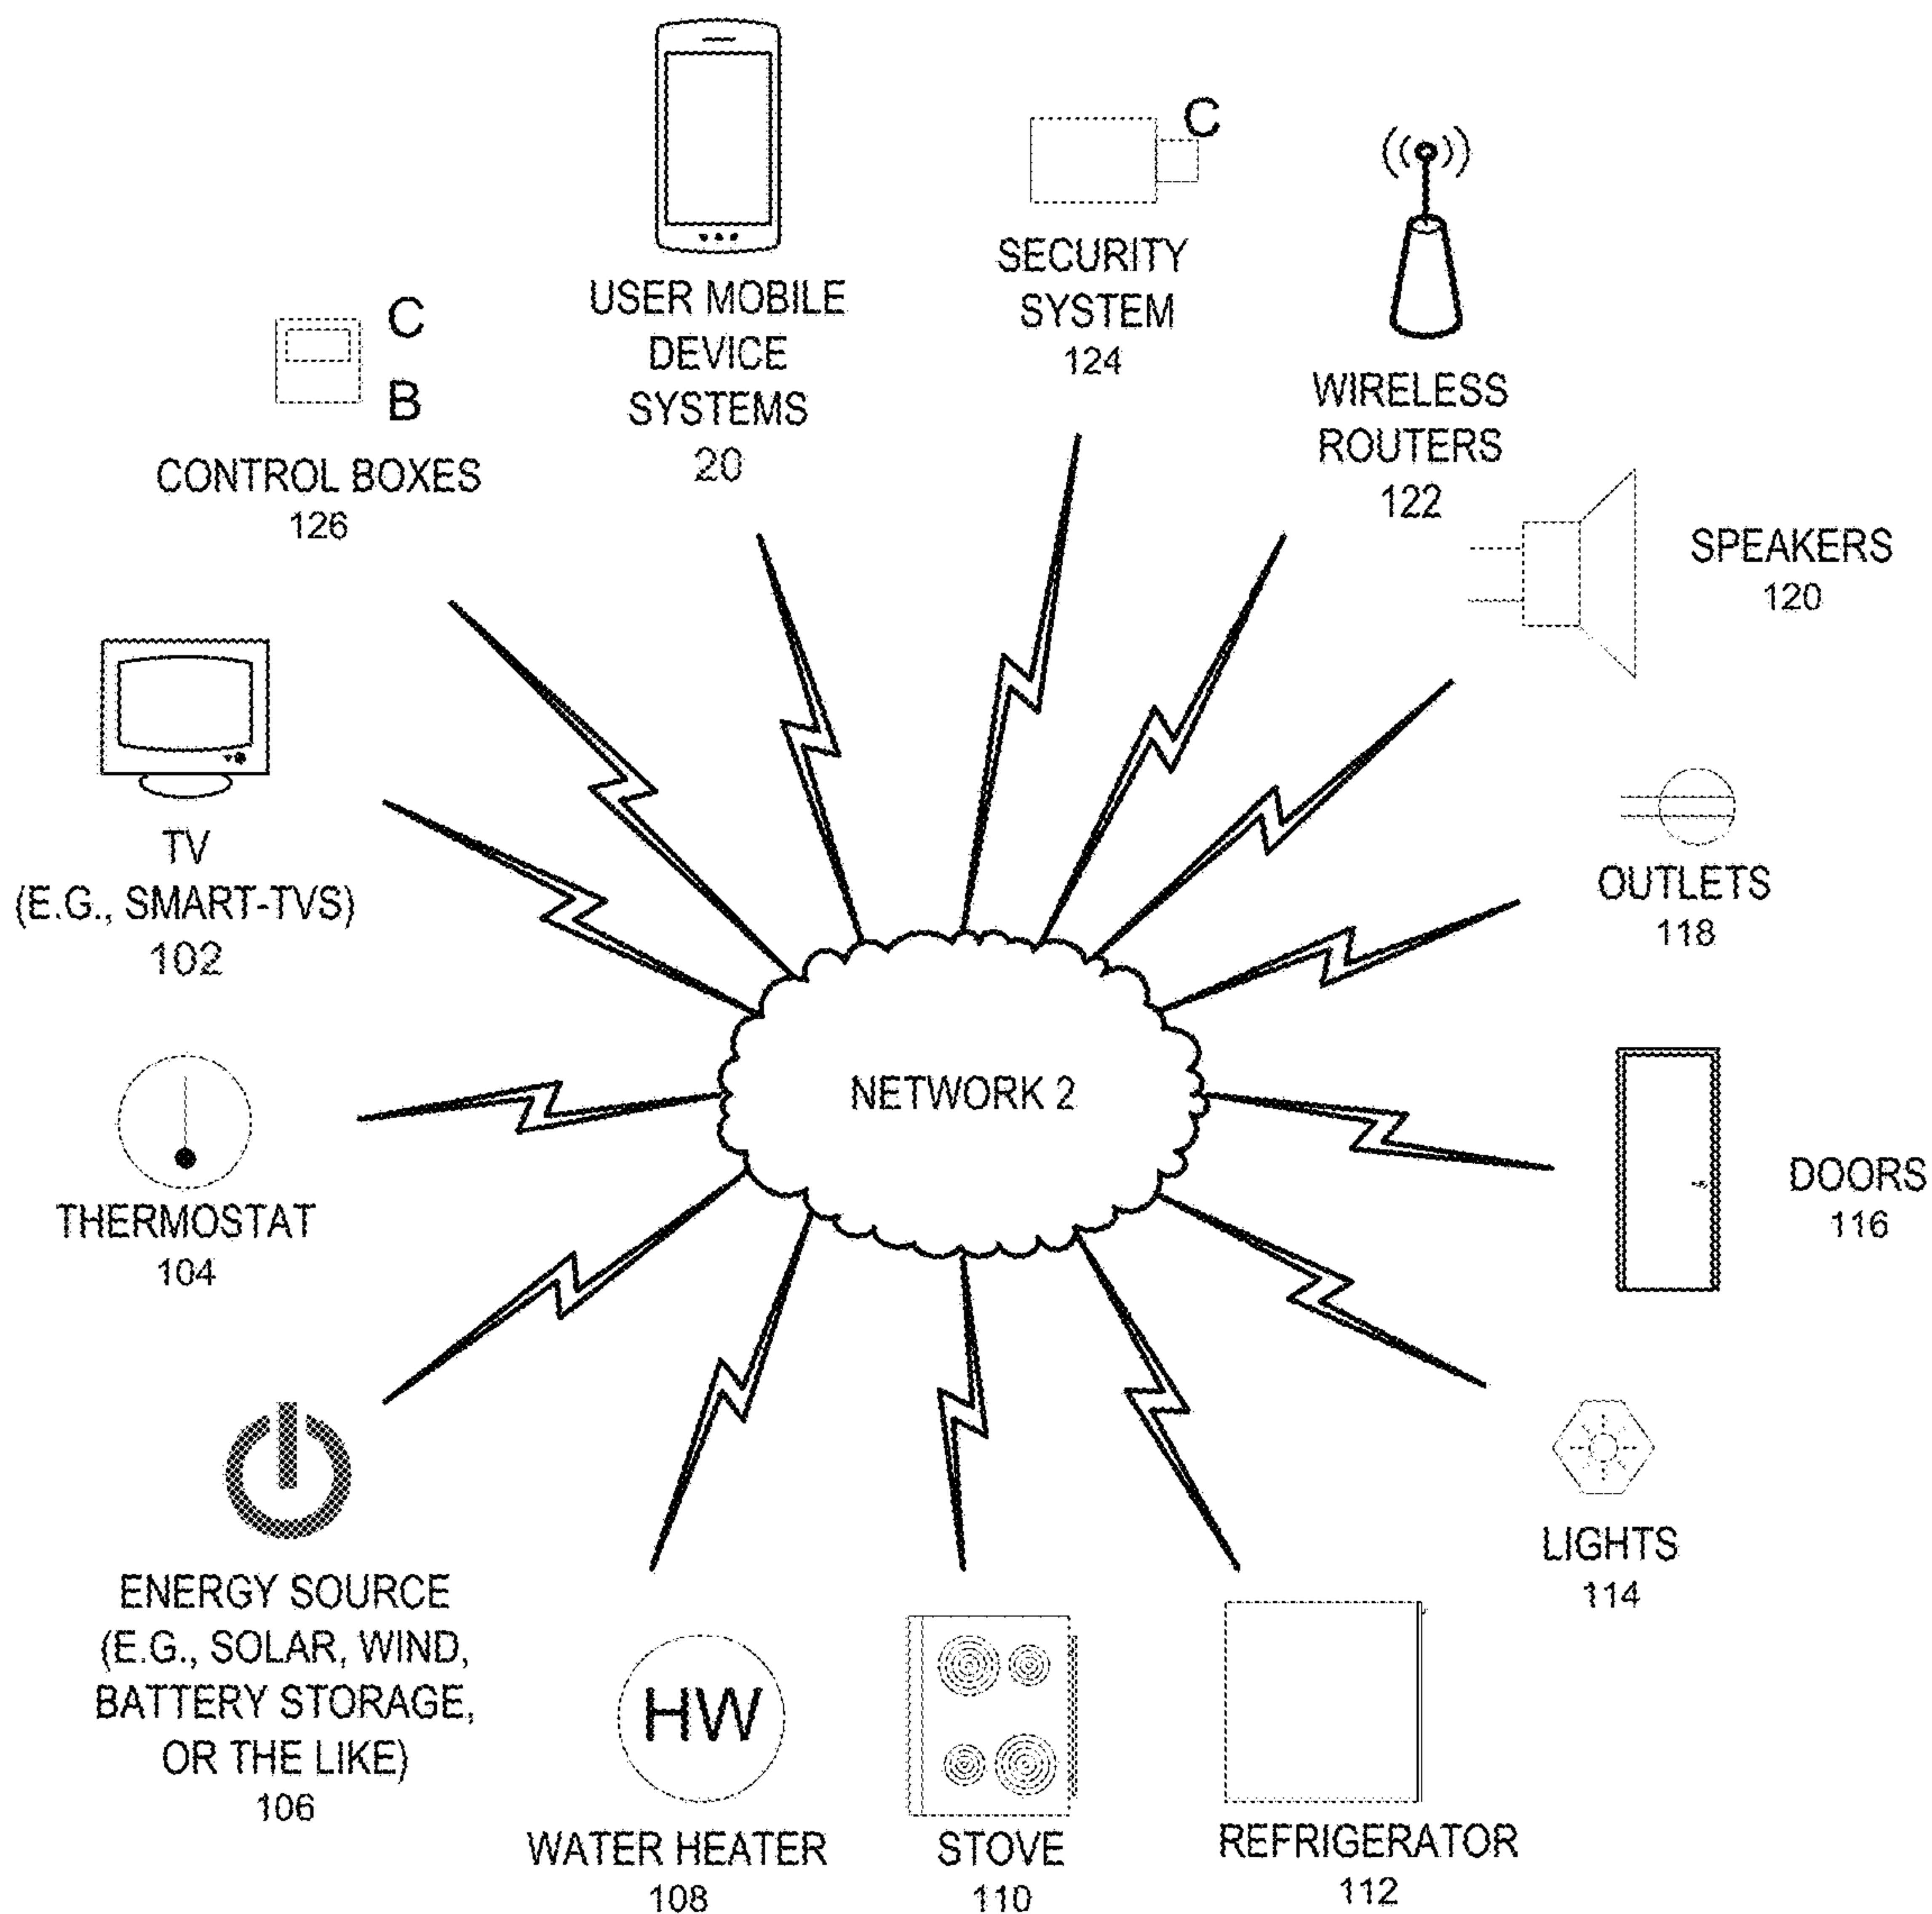 C
B
CONTROL BOXES
126
USER MOBILE
DEVICE
SYSTEMS
20
C
SECURITY
SYSTEM
124
WIRELESS
ROUTERS
122
SPEAKERS
120
TV
(E.G., SMART-TVS)
102
OUTLETS
118
NETWORK 2
THERMOSTAT
104
DOORS
116
ENERGY SOURCE
(E.G., SOLAR, WIND,
BATTERY STORAGE,
OR THE LIKE)
106
HW
WATER HEATER
108
STOVE
110
REFRIGERATOR
112
LIGHTS
114